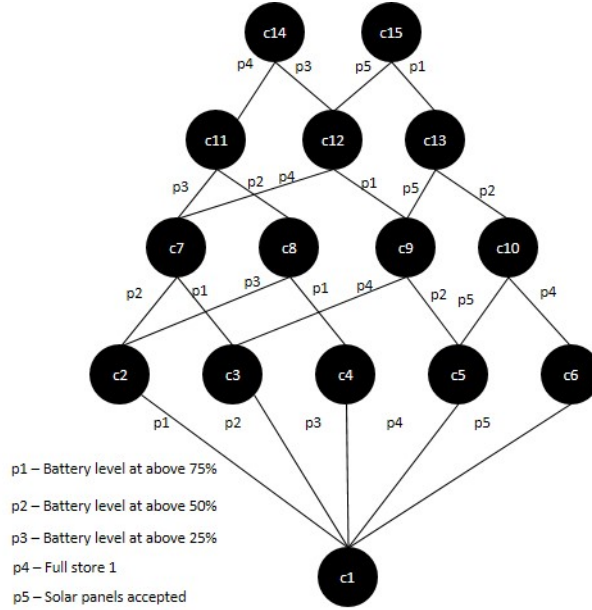 c14 c15
p4 p3 p5 p1
c11 c12 c13
p3 p2 p4 p1 p5 p2
c7 c8 c9 c10
p2 p1 p3 p1 p4 p2 p5 p4
c2 c3 c4 c5 c6
p1 p2 p3 p4 p5
p1 – Battery level at above 75%
p2 – Battery level at above 50%
p3 – Battery level at above 25%
p4 – Full store 1
c1
p5 – Solar panels accepted